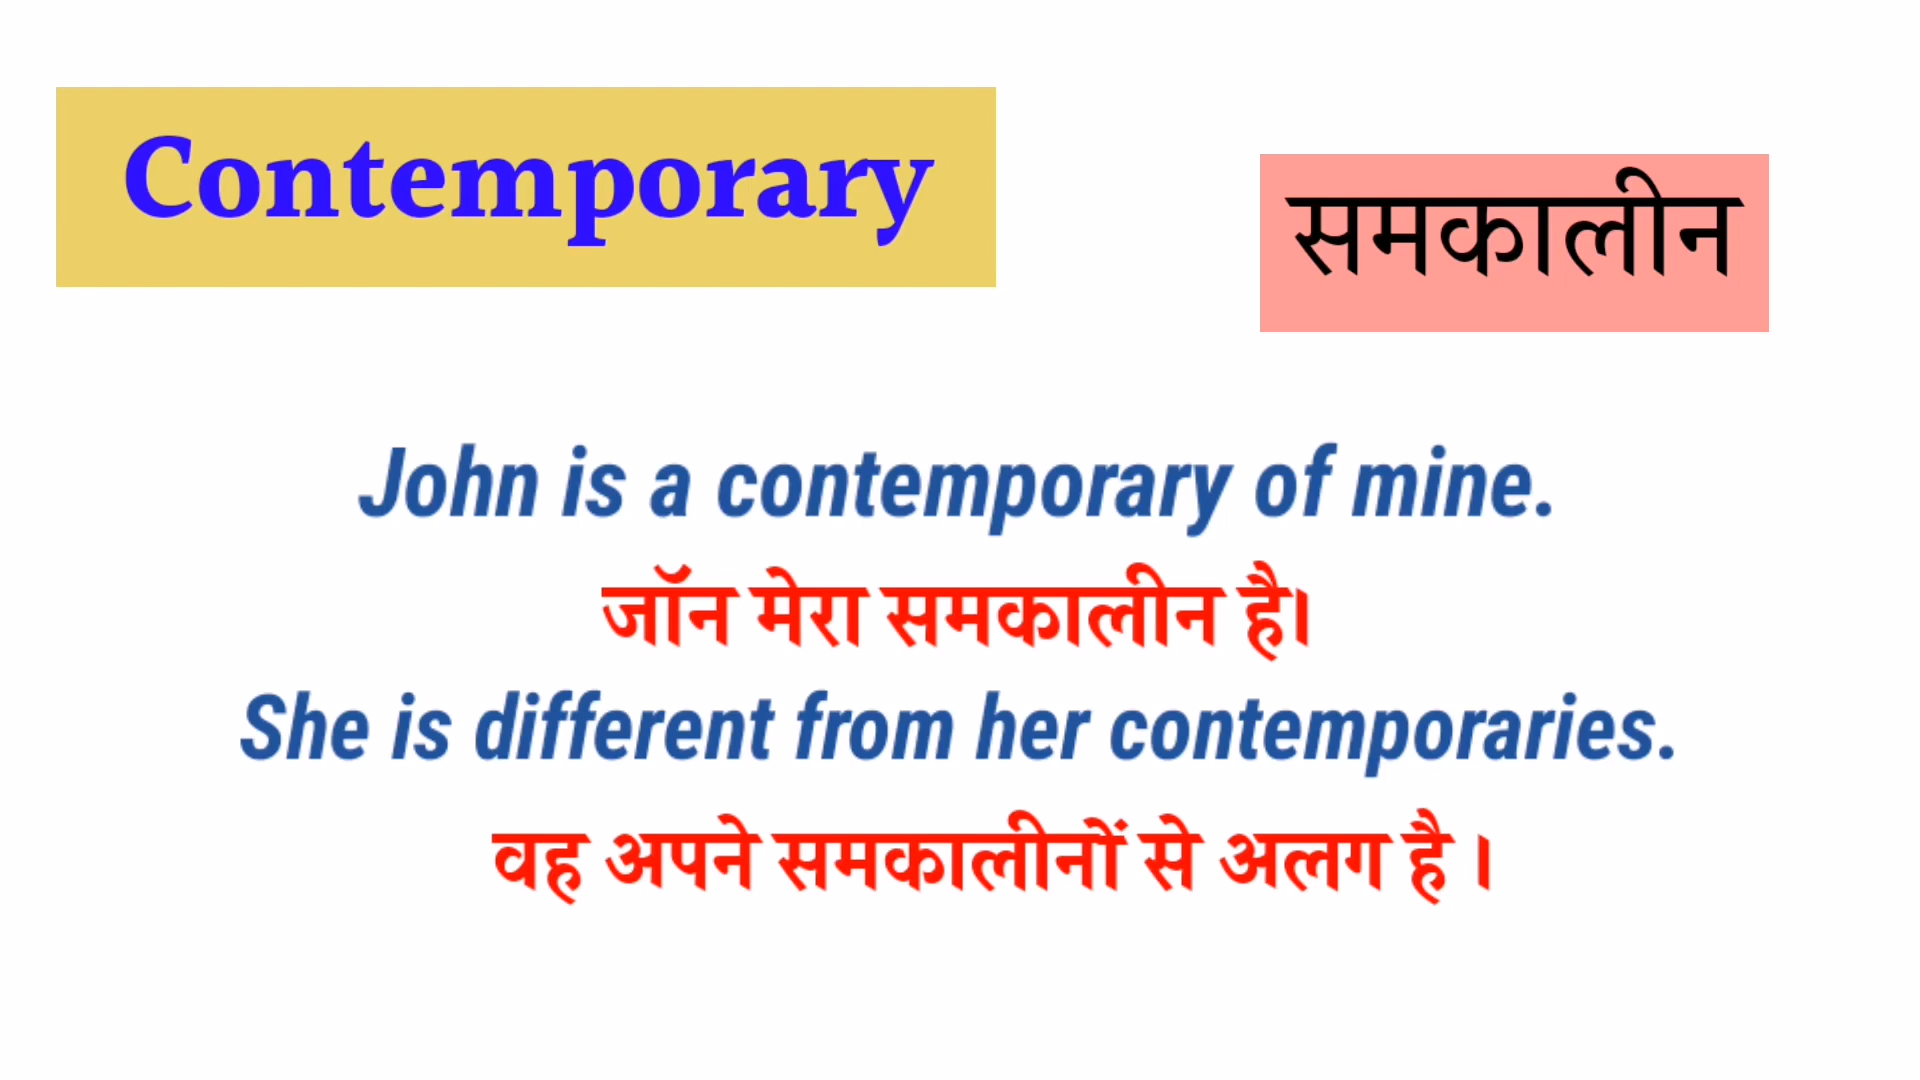 Contemporary
समकालीन
John is a contemporary of mine.
जॉन मेरा समकालीन है।
She is different from her contemporaries.
वह अपने समकालीनों से अलग है ।